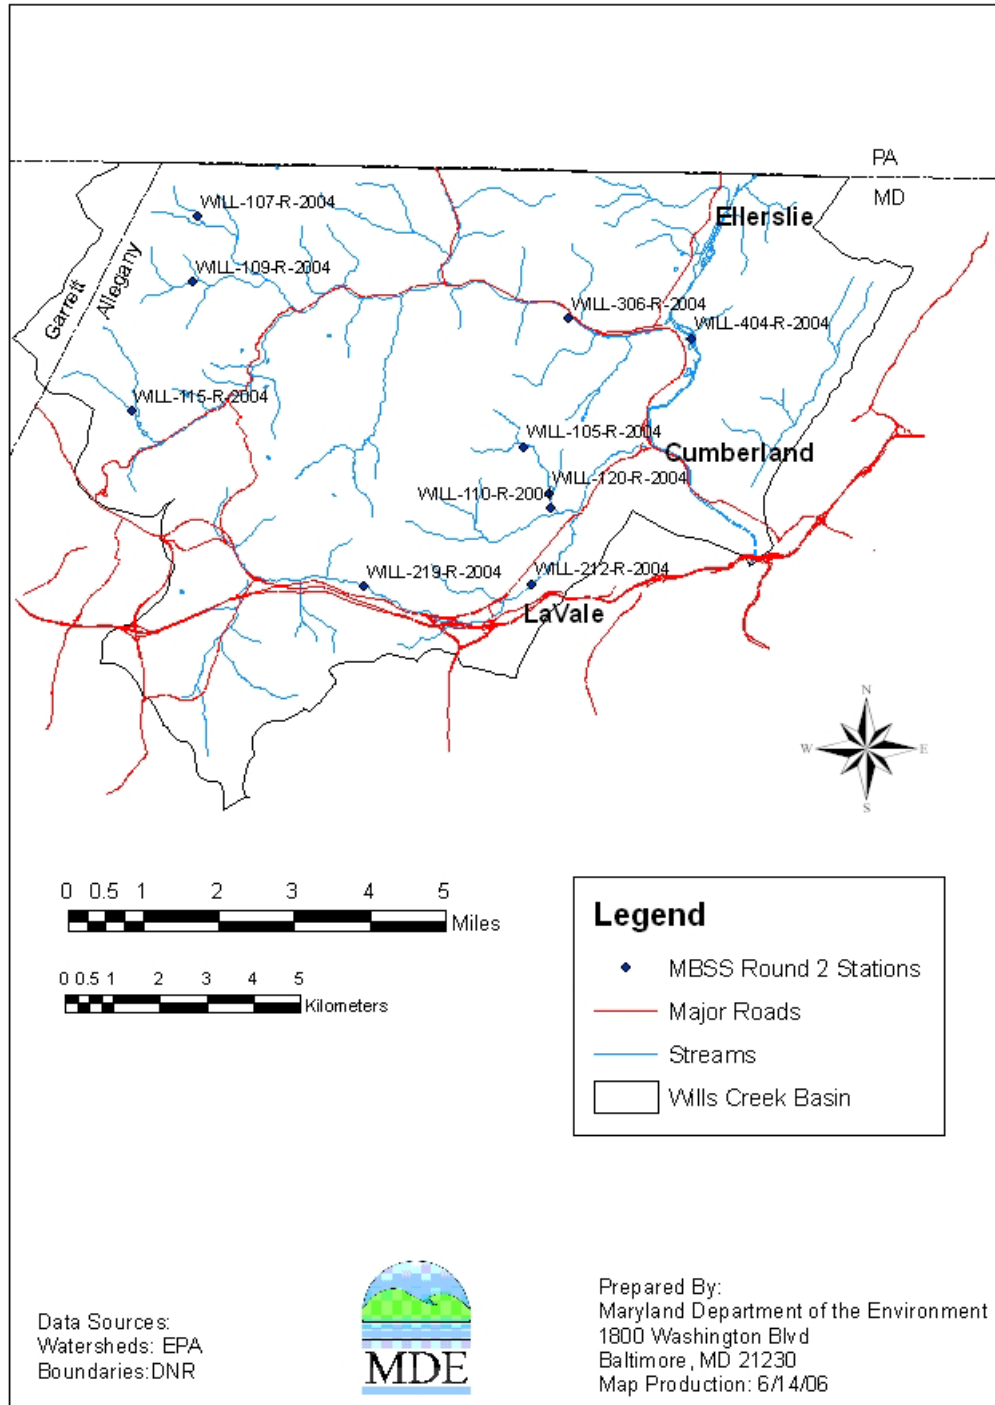 PA
MD
Ellerslie
WILL-107-R-2004
Garrett
Allegany
WILL-109-R-2004
WILL-306-R-2004
WILL-404-R-2004
WILL-115-R-2004
WILL-105-R-2004
Cumberland
WILL-120-R-2004
WILL-110-R-200
WILL-219-R-2004
WILL-212-R-2004
LaVale
N
W E
S
0 0.5 1 2 3 4 5
Miles
0 0.5 1 2 3 4 5
Kilometers
Legend
MBSS Round 2 Stations
Major Roads
Streams
Wills Creek Basin
Data Sources:
Watersheds: EPA
Boundaries:DNR
MDE
Prepared By:
Maryland Department of the Environment
1800 Washington Blvd
Baltimore, MD 21230
Map Production: 6/14/06